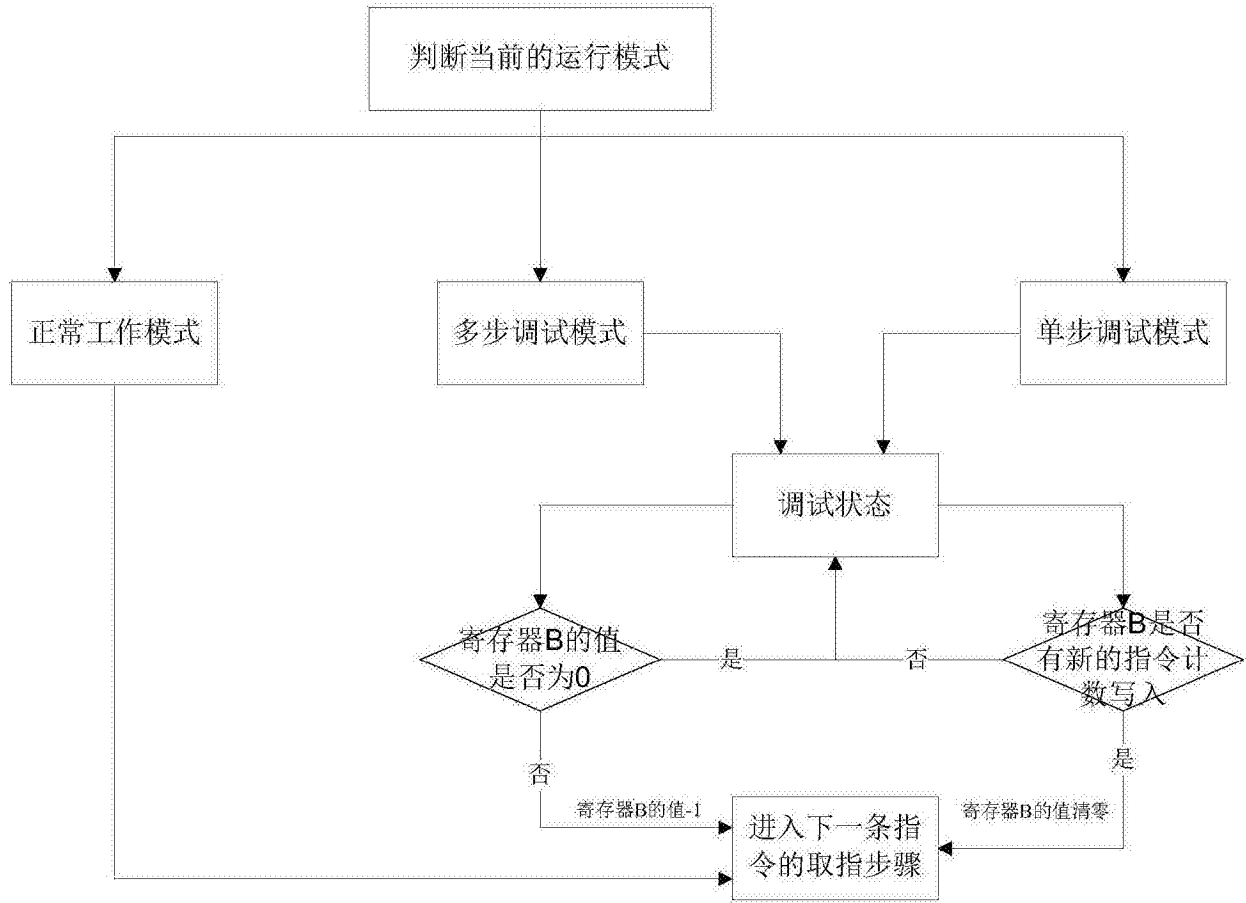 判断当前的运行模式
正常工作模式
多步调试模式
单步调试模式
调试状态
寄存器B的值
是否为0
是
否
寄存器B是否
有新的指令计
数写入
否
是
寄存器B的值-1
寄存器B的值清零
进入下一条指
令的取指步骤